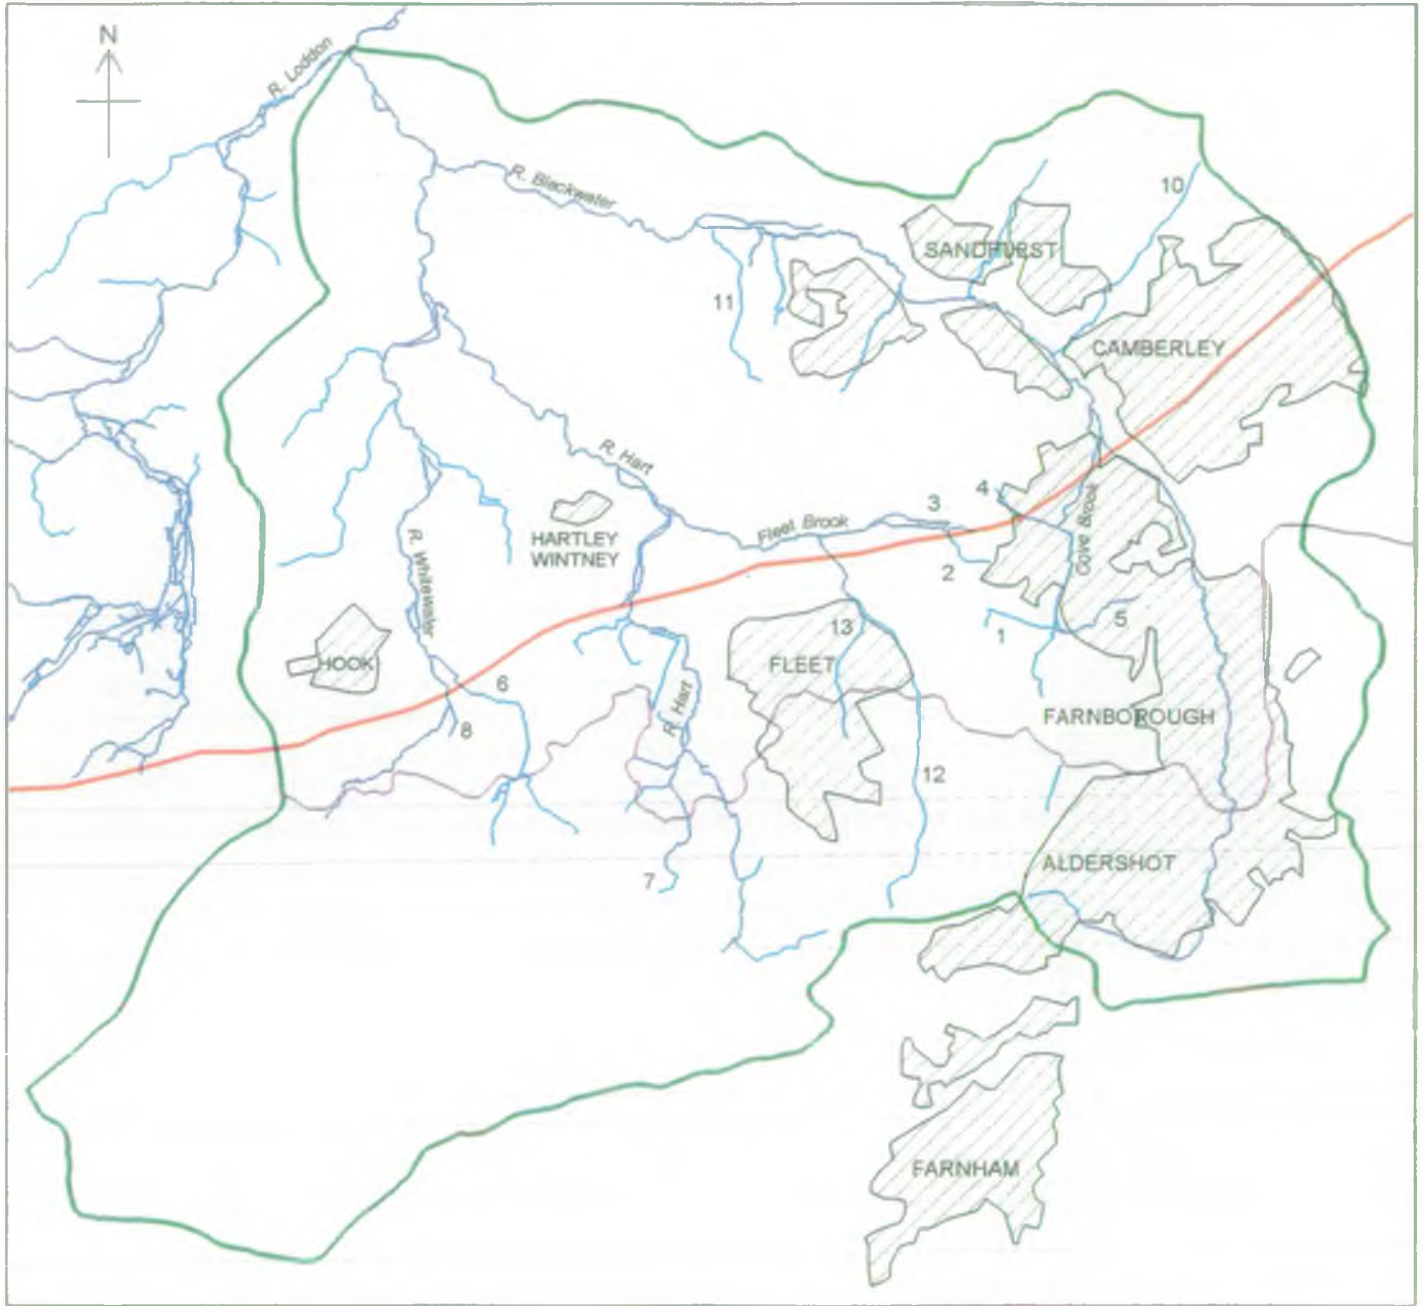 N
R. Loddon
R. Blackwater
10
SANDHURST
11
CAMBERLEY
R. Hart
4
3
Fleet Brook
Cove Brook
HARTLEY
WINTNEY
R. Whitewater
2
1
5
13
HOOK
FLEET
6
R. Hart
FARNBOROUGH
8
12
ALDERSHOT
7
FARNHAM